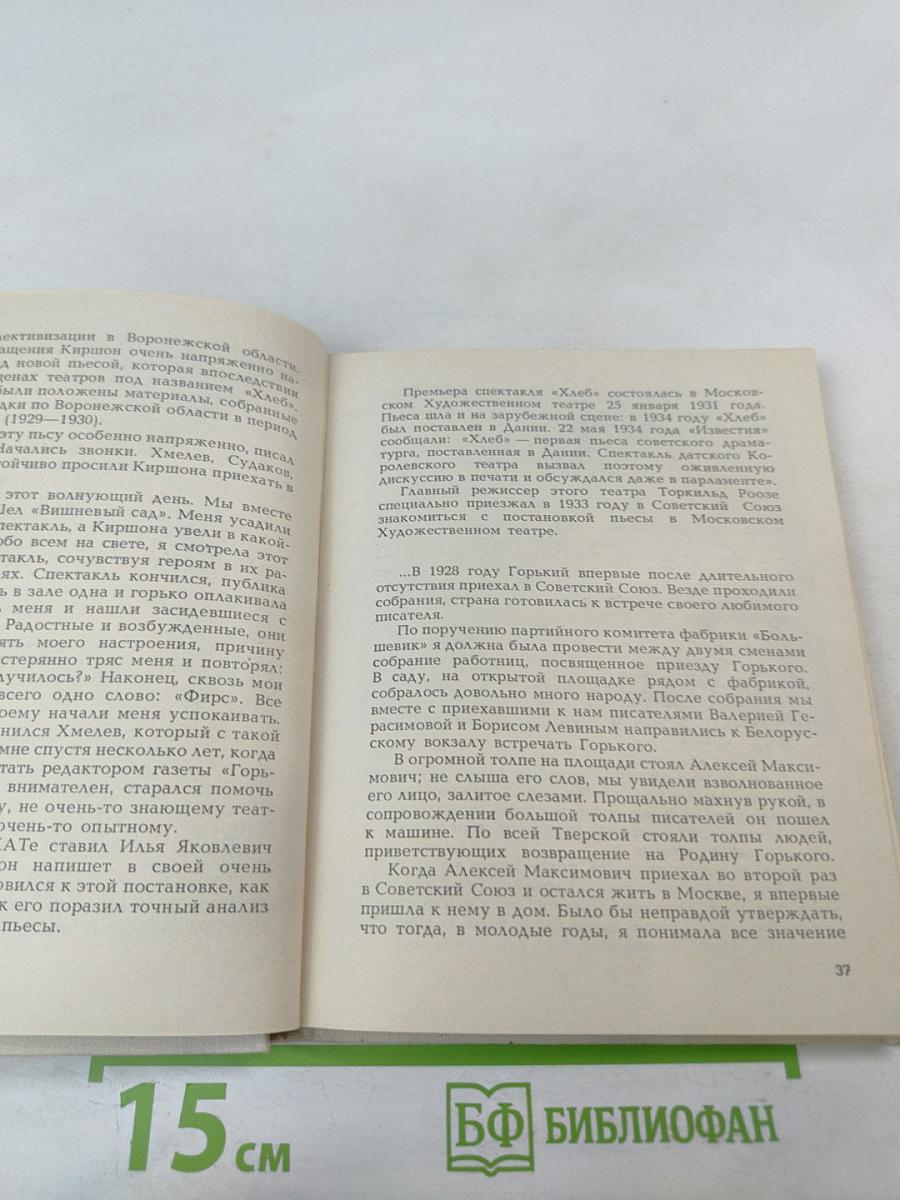 лективизации в Воронежской области.
ащения Киршон очень напряженно на-
д новой пьесой, которая впоследствии
ценах театров под названием «Хлеб».
были положены материалы, собранные
дки по Воронежской области в период
(1929—1930).
эту пьсу особенно напряженно, писал
Начались звонки. Хмелев, Судаков,
тойчиво просили Киршона приехать в
этот волнующий день. Мы вместе
Шел «Вишневый сад». Меня усадили
пектакль, а Киршона увели в какой-
обо всем на свете, я смотрела этот
такль, сочувствуя героям в их ра-
ях. Спектакль кончился, публика
ь в зале одна и горько оплакивала
ь меня и нашли засидевшиеся с
Радостные и возбужденные, они
ять моего настроения, причину
стерянно тряс меня и повторял:
лучилось?» Наконец, сквозь мои
всего одно слово: «Фирс». Все
оему начали меня успокаивать.
нился Хмелев, который с такой
мне спустя несколько лет, когда
тать редактором газеты «Горь-
внимателен, старался помочь
у, не очень-то знающему теат-
очень-то опытному.
ХАТе ставил Илья Яковлевич
он напишет в своей очень
овился к этой постановке, как
к его поразил точный анализ
пьесы.
Премьера спектакля «Хлеб» состоялась в Москов-
ском Художественном театре 25 января 1931 года.
Пьеса шла и на зарубежной сцене: в 1934 году «Хлеб»
был поставлен в Дании. 22 мая 1934 года «Известия»
сообщали: «Хлеб» — первая пьеса советского драма-
турга, поставленная в Дании. Спектакль датского Ко-
ролевского театра вызвал поэтому оживленную
дискуссию в печати и обсуждался даже в парламенте».
Главный режиссер этого театра Торкильд Роозе
специально приезжал в 1933 году в Советский Союз
знакомиться с постановкой пьесы в Московском
Художественном театре.
...В 1928 году Горький впервые после длительного
отсутствия приехал в Советский Союз. Везде проходили
собрания, страна готовилась к встрече своего любимого
писателя.
По поручению партийного комитета фабрики «Боль-
шевик» я должна была провести между двумя сменами
собрание работниц, посвященное приезду Горького.
В саду, на открытой площадке рядом с фабрикой,
собралось довольно много народу. После собрания мы
вместе с приехавшими к нам писателями Валерией Ге-
расимовой и Борисом Левиным направились к Белорус-
скому вокзалу встречать Горького.
В огромной толпе на площади стоял Алексей Макси-
мович; не слыша его слов, мы увидели взволнованное
его лицо, залитое слезами. Прощально махнув рукой, в
сопровождении большой толпы писателей он пошел
к машине. По всей Тверской стояли толпы людей,
приветствующих возвращение на Родину Горького.
Когда Алексей Максимович приехал во второй раз
в Советский Союз и остался жить в Москве, я впервые
пришла к нему в дом. Было бы неправдой утверждать,
что тогда, в молодые годы, я понимала все значение
37
15 см
БФ БИБЛИОФАН